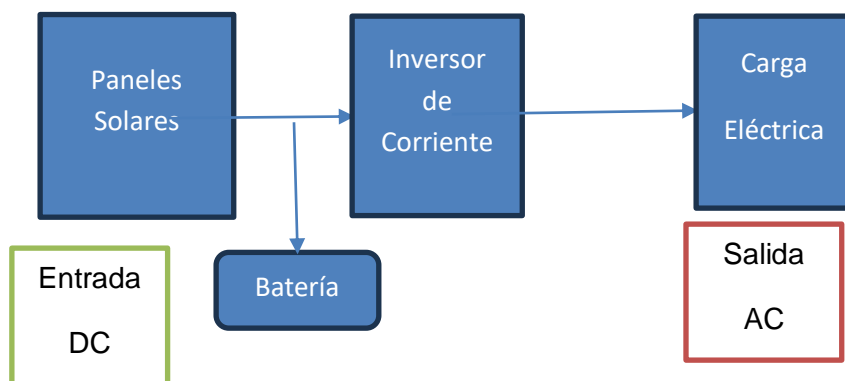 Paneles
Solares
Inversor
de
Corriente
Carga
Eléctrica
Entrada
DC
Batería
Salida
AC